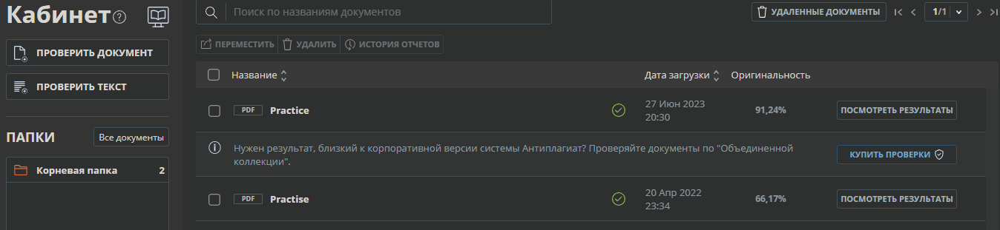 Кабинет
ПРОВЕРИТЬ ДОКУМЕНТ
ПРОВЕРИТЬ ТЕКСТ
ПАПКИ
Все документы
Корневая папка 2
Поиск по названиям документов
УДАЛЕННЫЕ ДОКУМЕНТЫ
1/1
ПЕРЕМЕСТИТЬ
УДАЛИТЬ
ИСТОРИЯ ОТЧЕТОВ
Название Дата загрузки Оригинальность
PDF Practice 27 Июн 2023 91,24% ПОСМОТРЕТЬ РЕЗУЛЬТАТЫ
20:30
Нужен результат, близкий к корпоративной версии системы Антиплагиат? Проверяйте документы по "Объединенной
коллекции".
КУПИТЬ ПРОВЕРКИ
PDF Practise 20 Апр 2022 66,17% ПОСМОТРЕТЬ РЕЗУЛЬТАТЫ
23:34